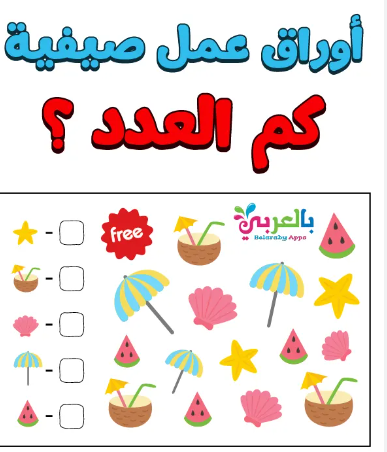 أوراق عمل صيفية
كم العدد ؟
free
بالعربي
Belarabyapps